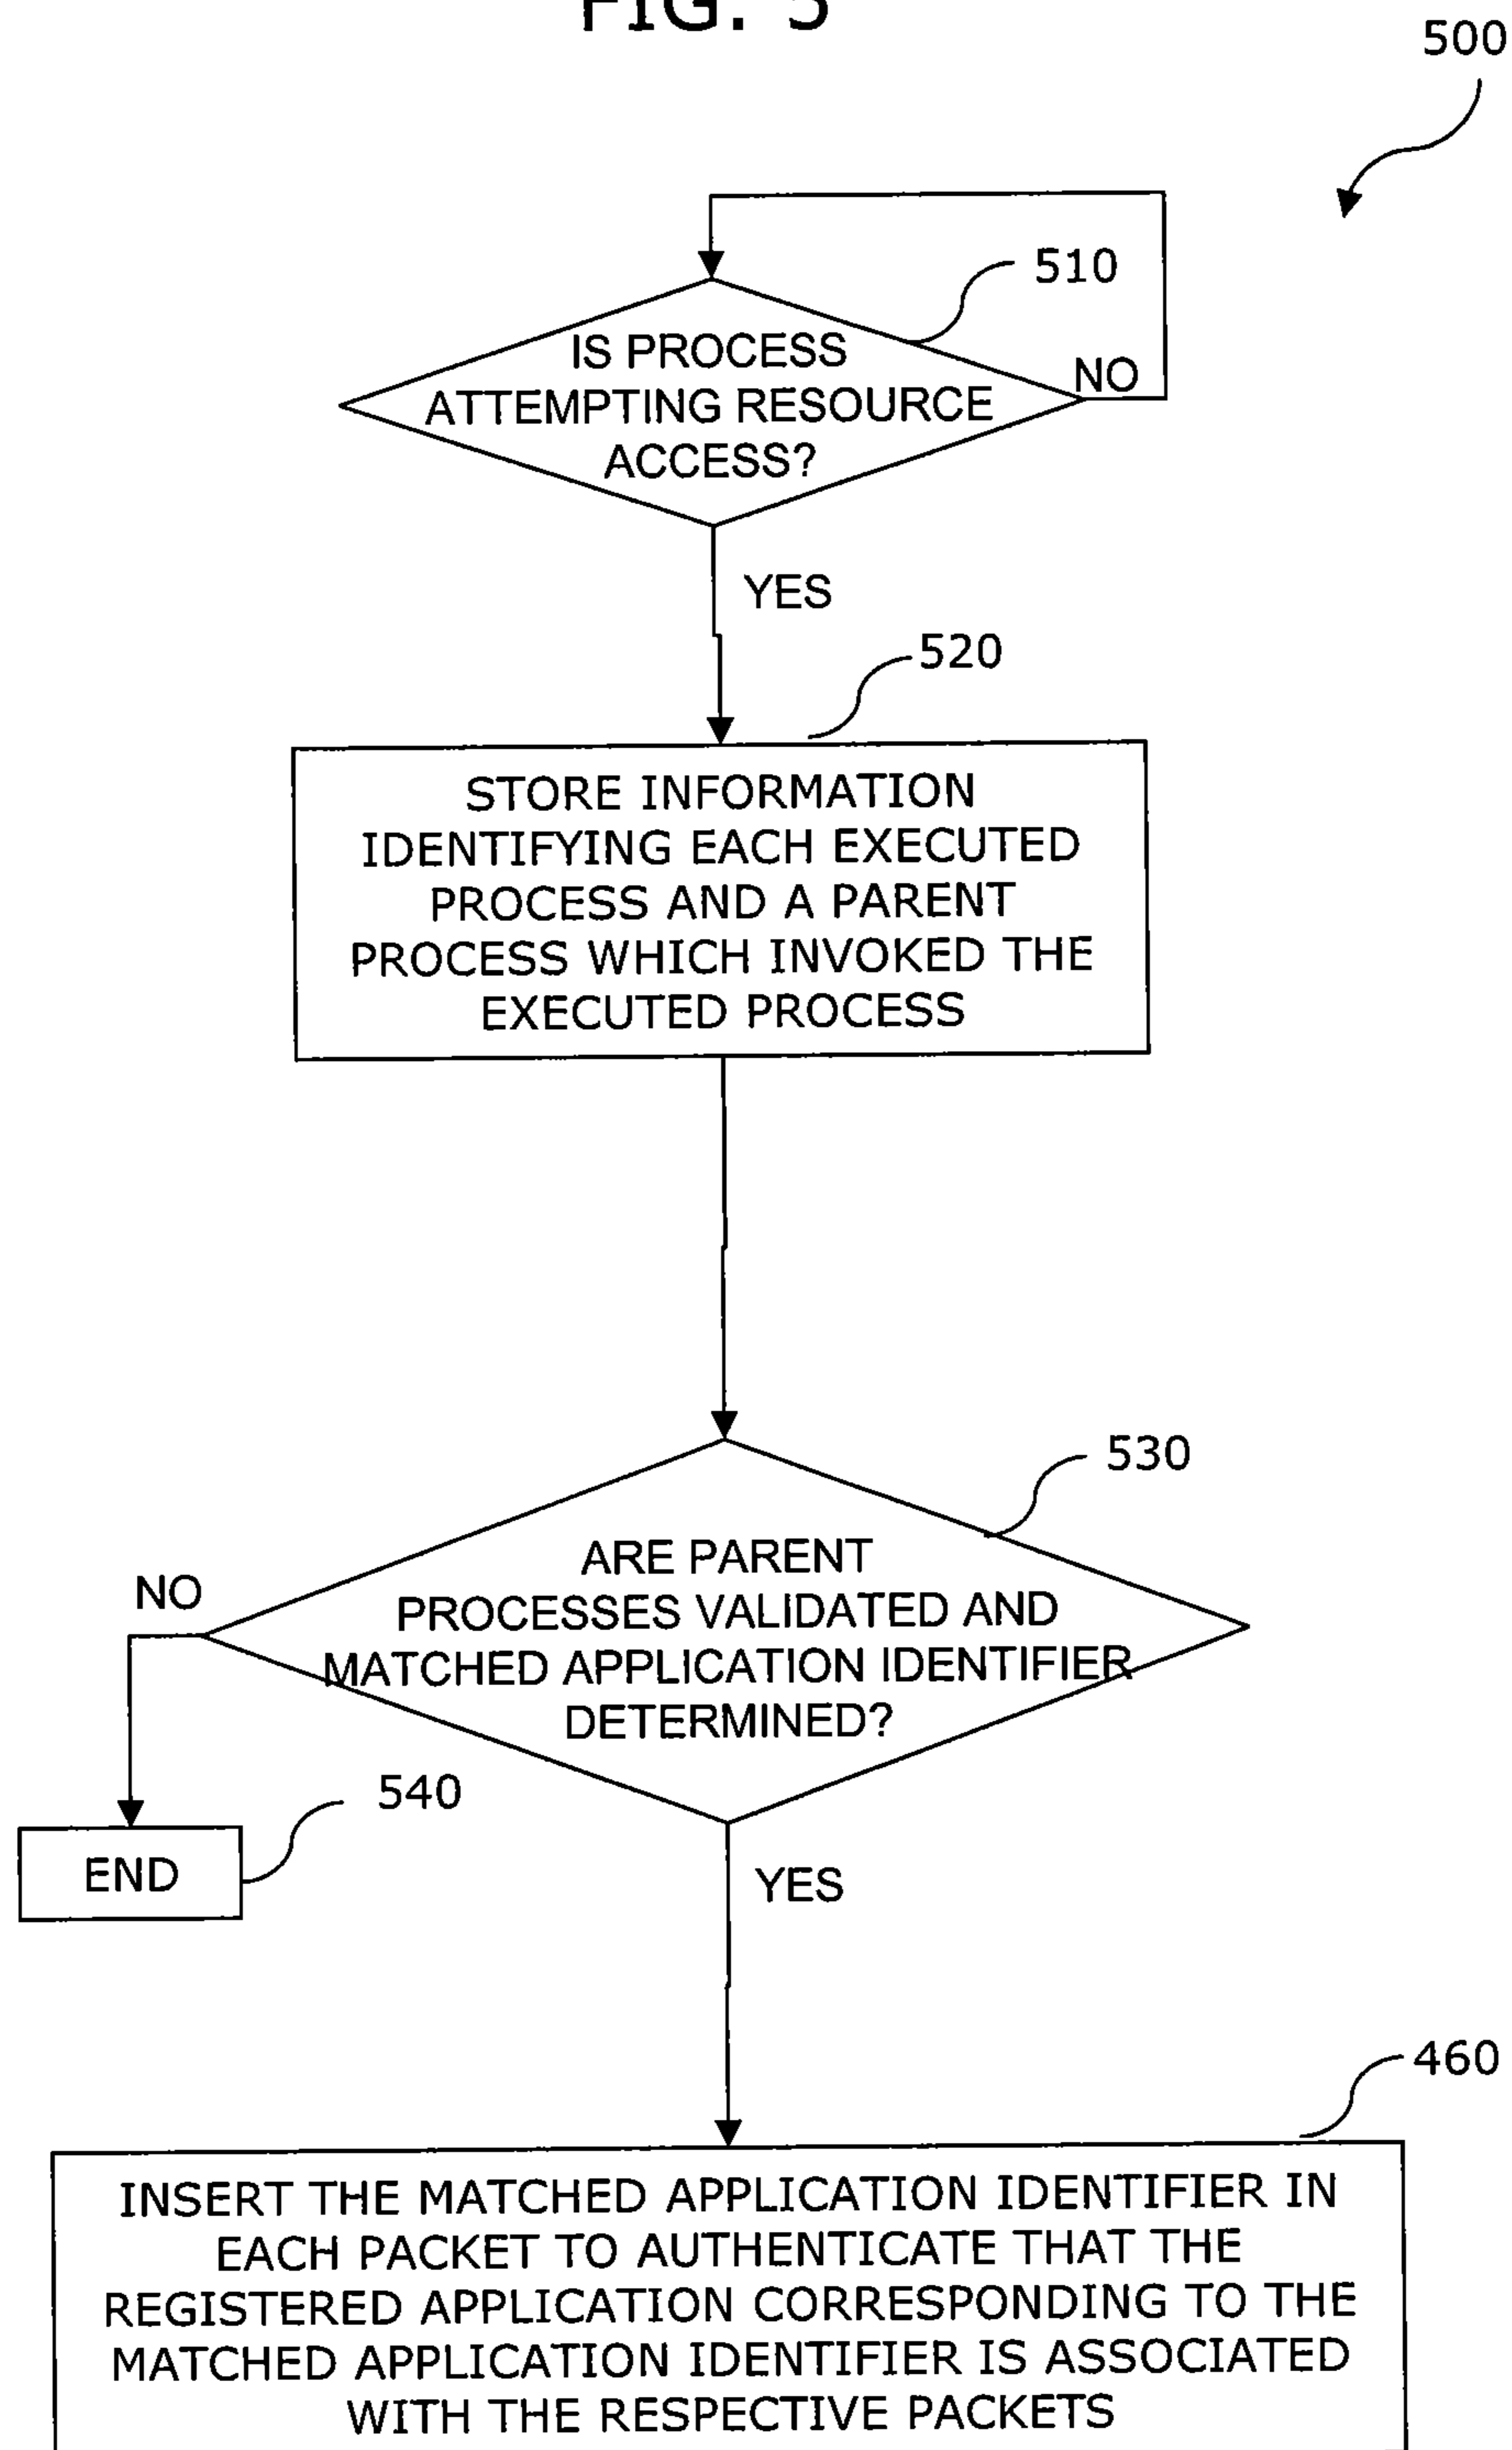 FIG. 5
500
510
IS PROCESS
ATTEMPTING RESOURCE
ACCESS?
NO
YES
520
STORE INFORMATION
IDENTIFYING EACH EXECUTED
PROCESS AND A PARENT
PROCESS WHICH INVOKED THE
EXECUTED PROCESS
530
ARE PARENT
PROCESSES VALIDATED AND
MATCHED APPLICATION IDENTIFIER
DETERMINED?
NO
540
END
YES
460
INSERT THE MATCHED APPLICATION IDENTIFIER IN
EACH PACKET TO AUTHENTICATE THAT THE
REGISTERED APPLICATION CORRESPONDING TO THE
MATCHED APPLICATION IDENTIFIER IS ASSOCIATED
WITH THE RESPECTIVE PACKETS